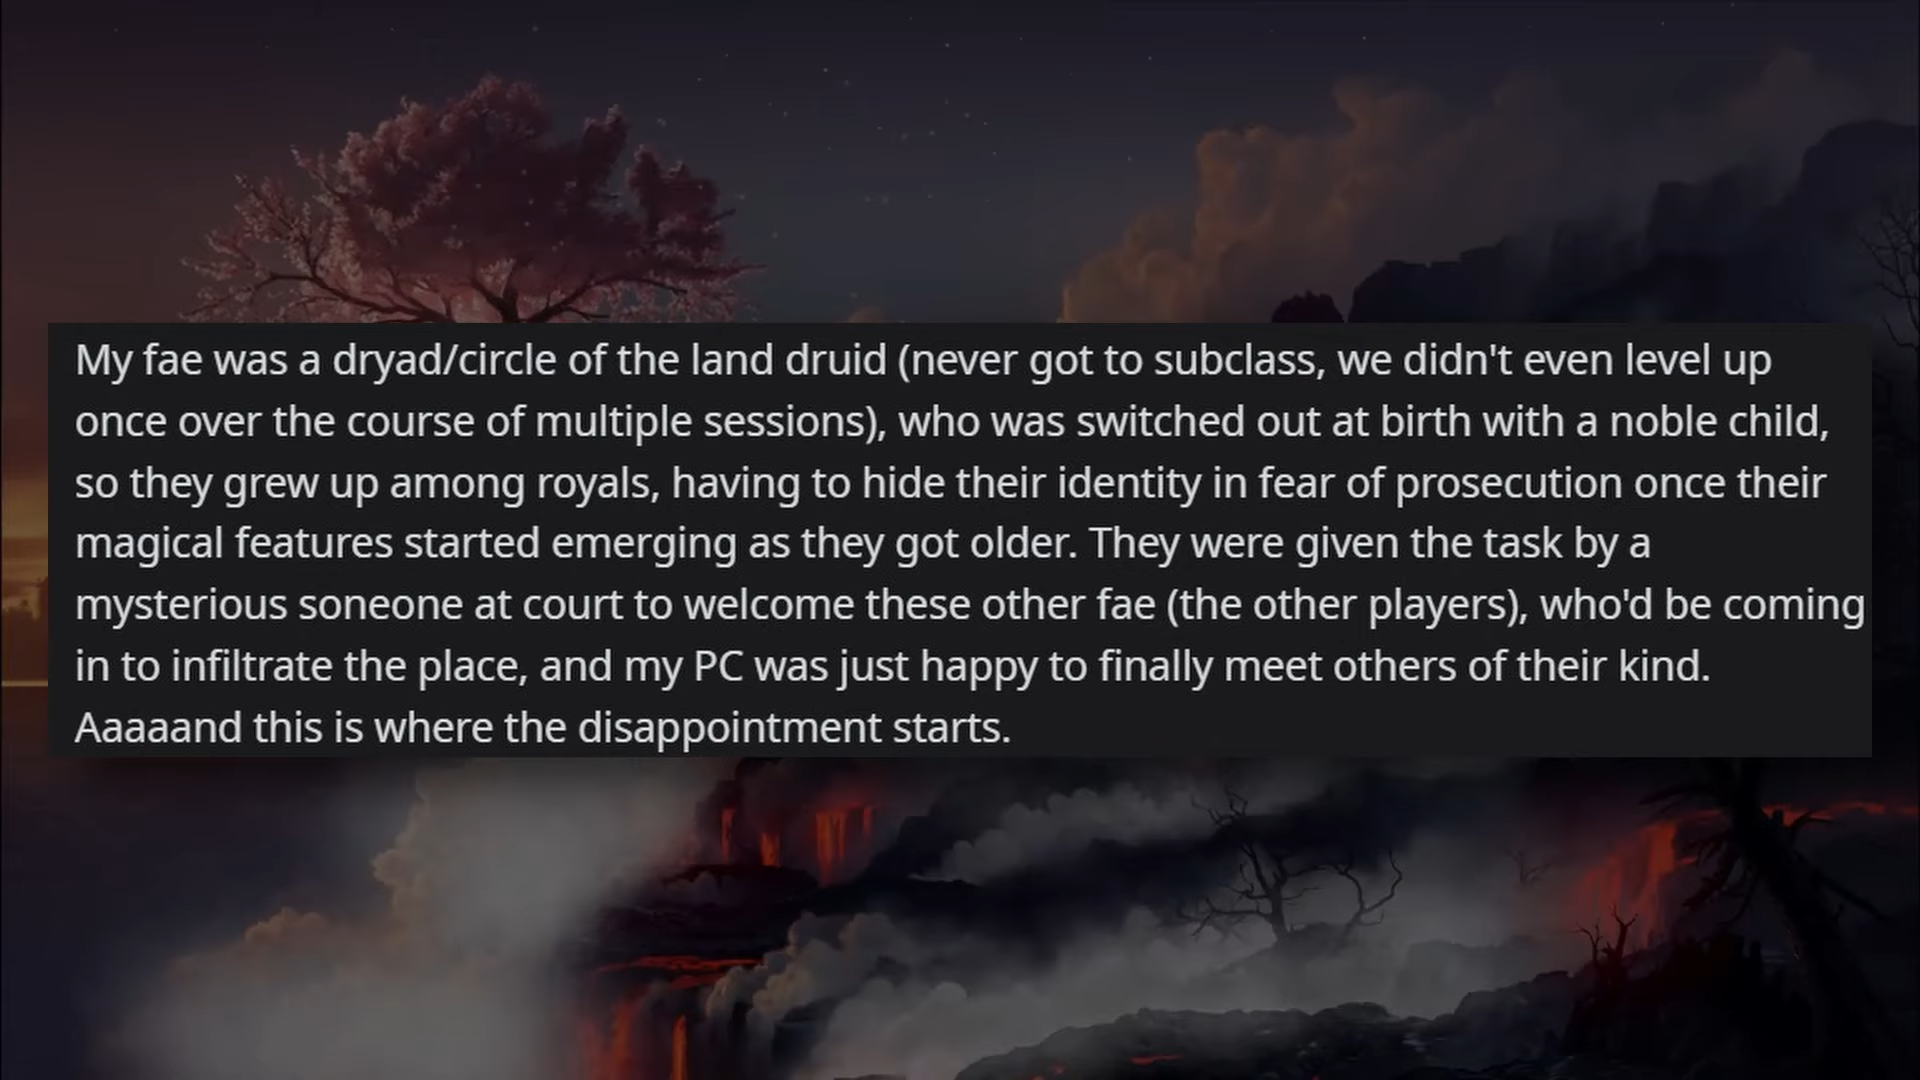 My fae was a dryad/circle of the land druid (never got to subclass, we didn't even level up
once over the course of multiple sessions), who was switched out at birth with a noble child,
so they grew up among royals, having to hide their identity in fear of prosecution once their
magical features started emerging as they got older. They were given the task by a
mysterious soneone at court to welcome these other fae (the other players), who'd be coming
in to infiltrate the place, and my PC was just happy to finally meet others of their kind.
Aaaaand this is where the disappointment starts.